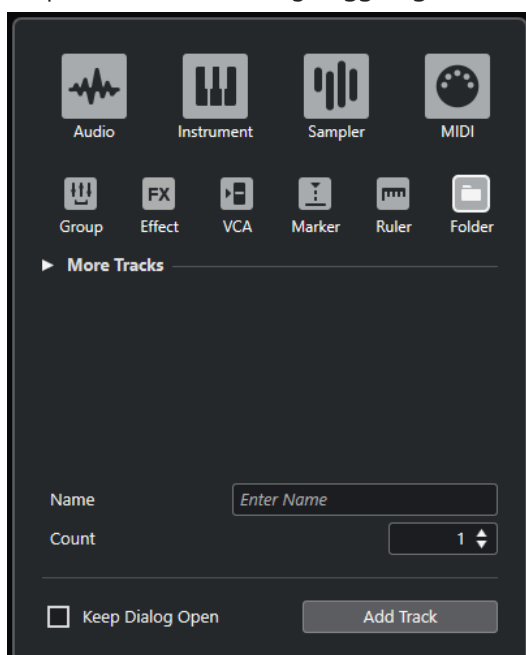 Audio Instrument Sampler MIDI
FX
Group Effect VCA Marker Ruler Folder
More Tracks
Name Enter Name
Count 1
Keep Dialog Open Add Track